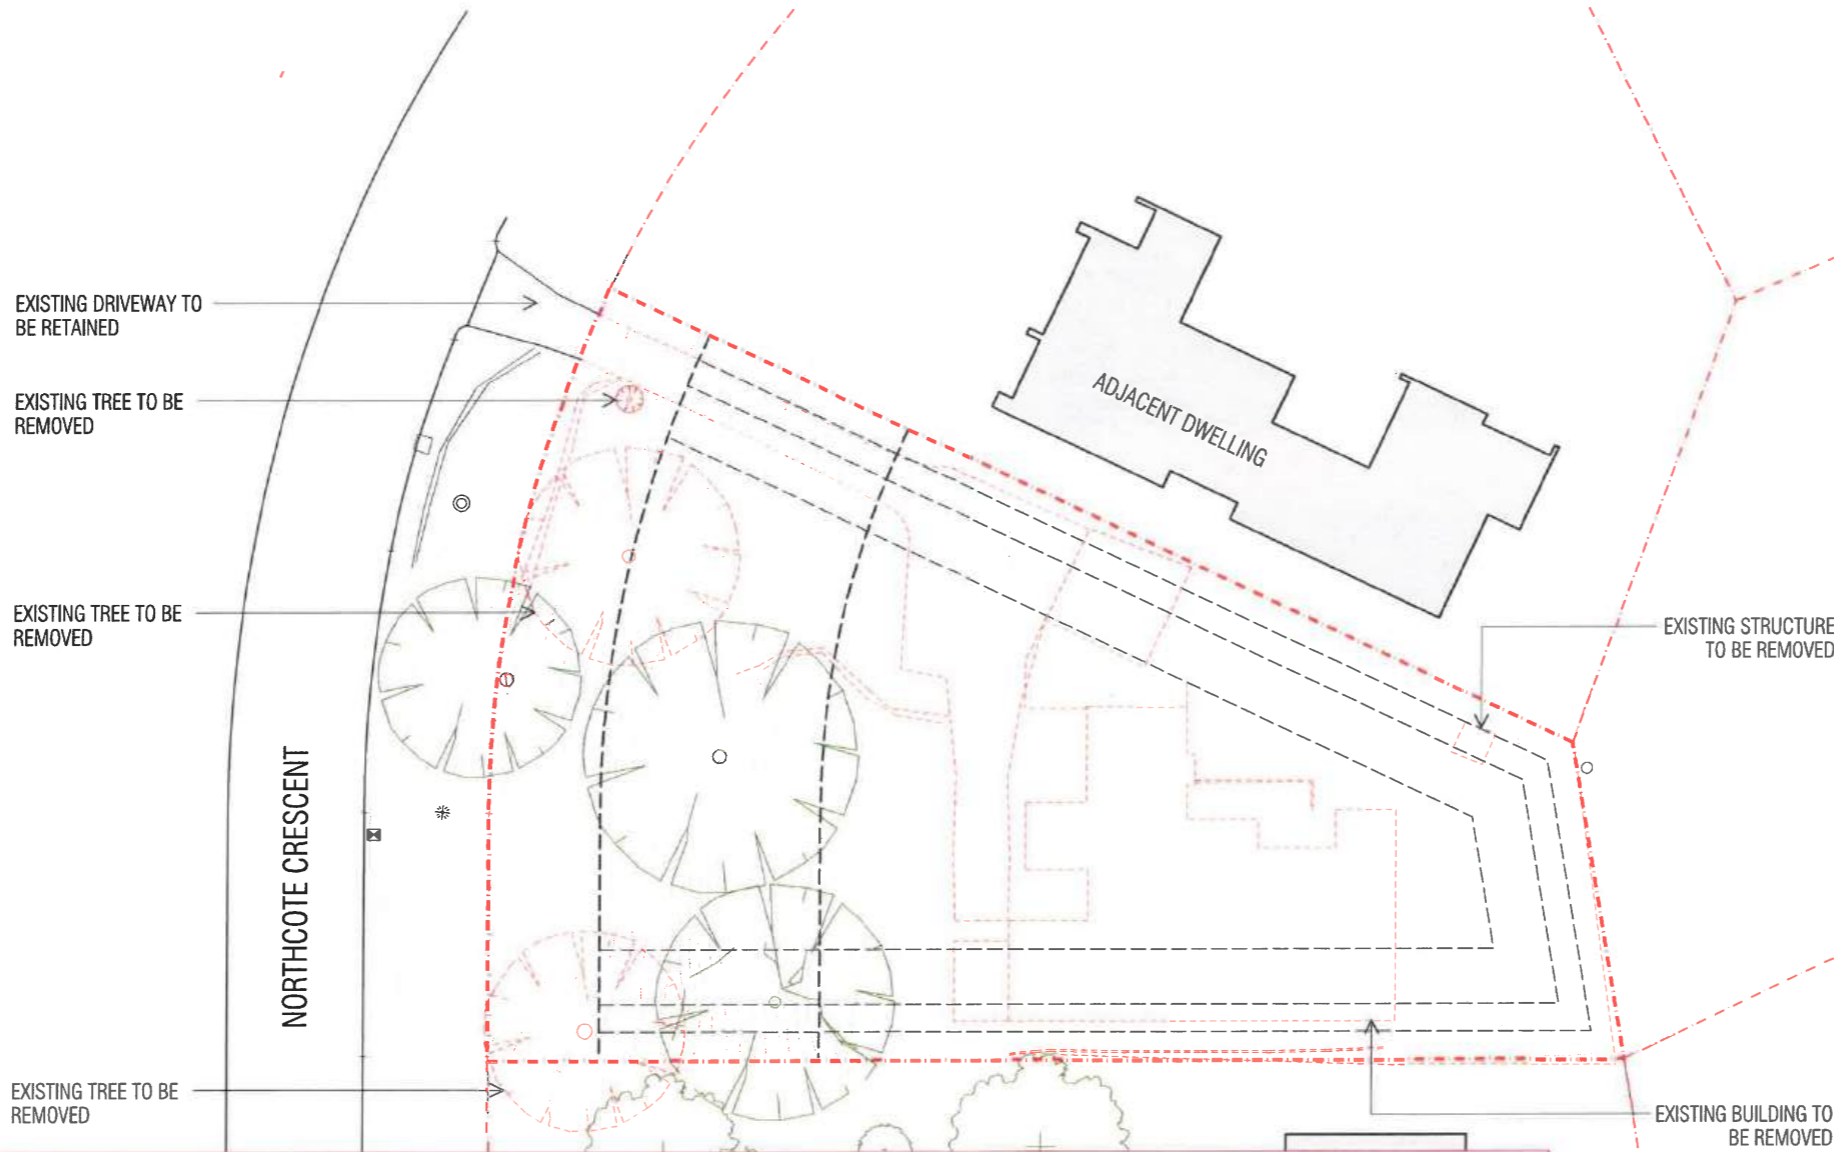 EXISTING DRIVEWAY TO
BE RETAINED
EXISTING TREE TO BE
REMOVED
ADJACENT DWELLING
EXISTING TREE TO BE
REMOVED
EXISTING STRUCTURE
TO BE REMOVED
NORTHCOTE CRESCENT
EXISTING TREE TO BE
REMOVED
EXISTING BUILDING TO
BE REMOVED